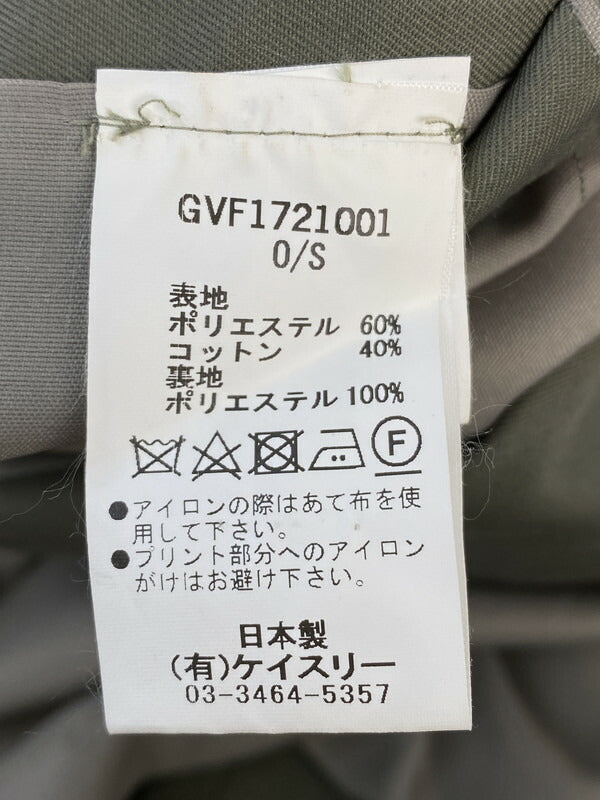 GVF1721001
O/S
表地
ポリエステル 60%
コットン 40%
裏地
ポリエステル 100%
F
●アイロンの際はあて布を使
用して下さい。
●プリント部分へのアイロン
がけはお避け下さい。
日本製
(有)ケイスリー
03-3464-5357